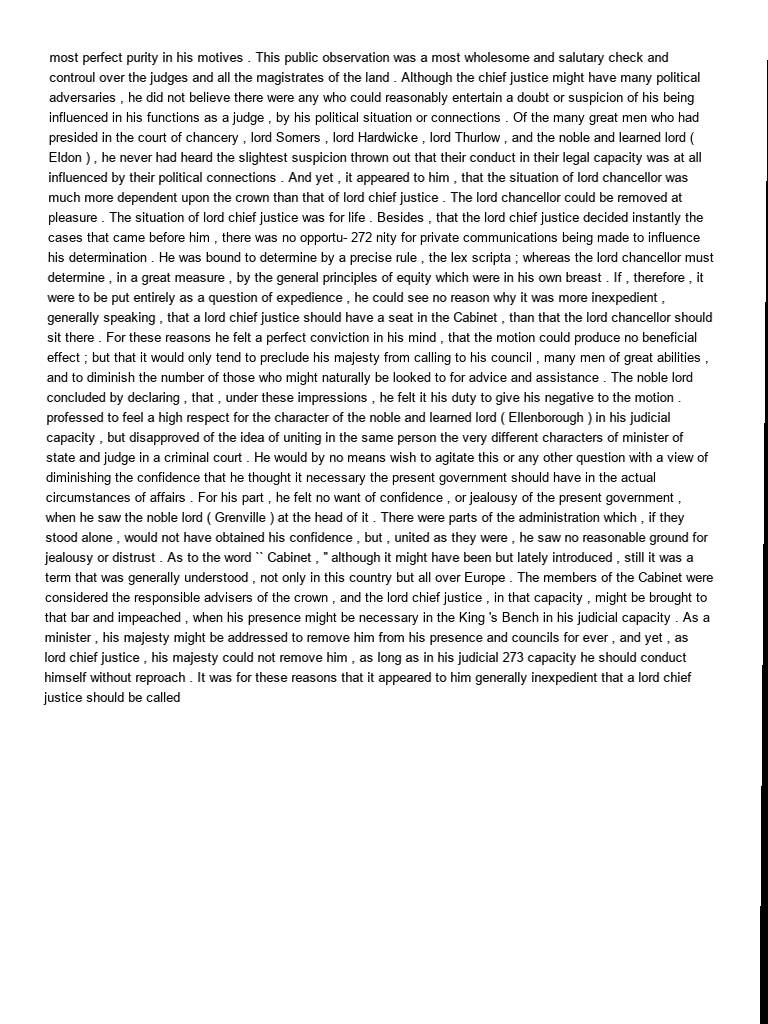 most perfect purity in his motives . This public observation was a most wholesome and salutary check and
controul over the judges and all the magistrates of the land . Although the chief justice might have many political
adversaries , he did not believe there were any who could reasonably entertain a doubt or suspicion of his being
influenced in his functions as a judge , by his political situation or connections . Of the many great men who had
presided in the court of chancery , lord Somers , lord Hardwicke , lord Thurlow , and the noble and learned lord (
Eldon ) , he never had heard the slightest suspicion thrown out that their conduct in their legal capacity was at all
influenced by their political connections . And yet , it appeared to him , that the situation of lord chancellor was
much more dependent upon the crown than that of lord chief justice . The lord chancellor could be removed at
pleasure . The situation of lord chief justice was for life . Besides , that the lord chief justice decided instantly the
cases that came before him , there was no opportu- 272 nity for private communications being made to influence
his determination . He was bound to determine by a precise rule , the lex scripta ; whereas the lord chancellor must
determine , in a great measure , by the general principles of equity which were in his own breast . If , therefore , it
were to be put entirely as a question of expedience , he could see no reason why it was more inexpedient ,
generally speaking , that a lord chief justice should have a seat in the Cabinet , than that the lord chancellor should
sit there . For these reasons he felt a perfect conviction in his mind , that the motion could produce no beneficial
effect ; but that it would only tend to preclude his majesty from calling to his council , many men of great abilities ,
and to diminish the number of those who might naturally be looked to for advice and assistance . The noble lord
concluded by declaring , that , under these impressions , he felt it his duty to give his negative to the motion .
professed to feel a high respect for the character of the noble and learned lord ( Ellenborough ) in his judicial
capacity , but disapproved of the idea of uniting in the same person the very different characters of minister of
state and judge in a criminal court . He would by no means wish to agitate this or any other question with a view of
diminishing the confidence that he thought it necessary the present government should have in the actual
circumstances of affairs . For his part , he felt no want of confidence , or jealousy of the present government ,
when he saw the noble lord ( Grenville ) at the head of it . There were parts of the administration which , if they
stood alone , would not have obtained his confidence , but , united as they were , he saw no reasonable ground for
jealousy or distrust . As to the word `` Cabinet , '' although it might have been but lately introduced , still it was a
term that was generally understood , not only in this country but all over Europe . The members of the Cabinet were
considered the responsible advisers of the crown , and the lord chief justice , in that capacity , might be brought to
that bar and impeached , when his presence might be necessary in the King 's Bench in his judicial capacity . As a
minister , his majesty might be addressed to remove him from his presence and councils for ever , and yet , as
lord chief justice , his majesty could not remove him , as long as in his judicial 273 capacity he should conduct
himself without reproach . It was for these reasons that it appeared to him generally inexpedient that a lord chief
justice should be called